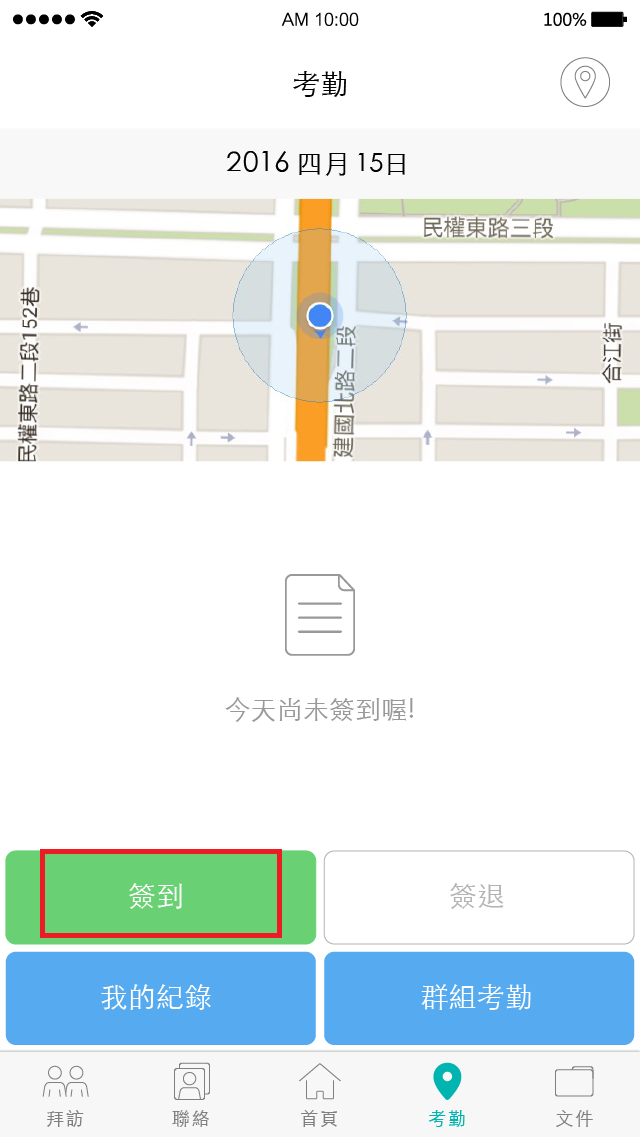 AM 10:00
100%
考勤
2016 四月 15日
民權東路三段
民權東路二段152巷
建國北路二段
合江街
今天尚未簽到喔!
簽到
簽退
我的紀錄
群組考勤
拜訪
聯絡
首頁
考勤
文件